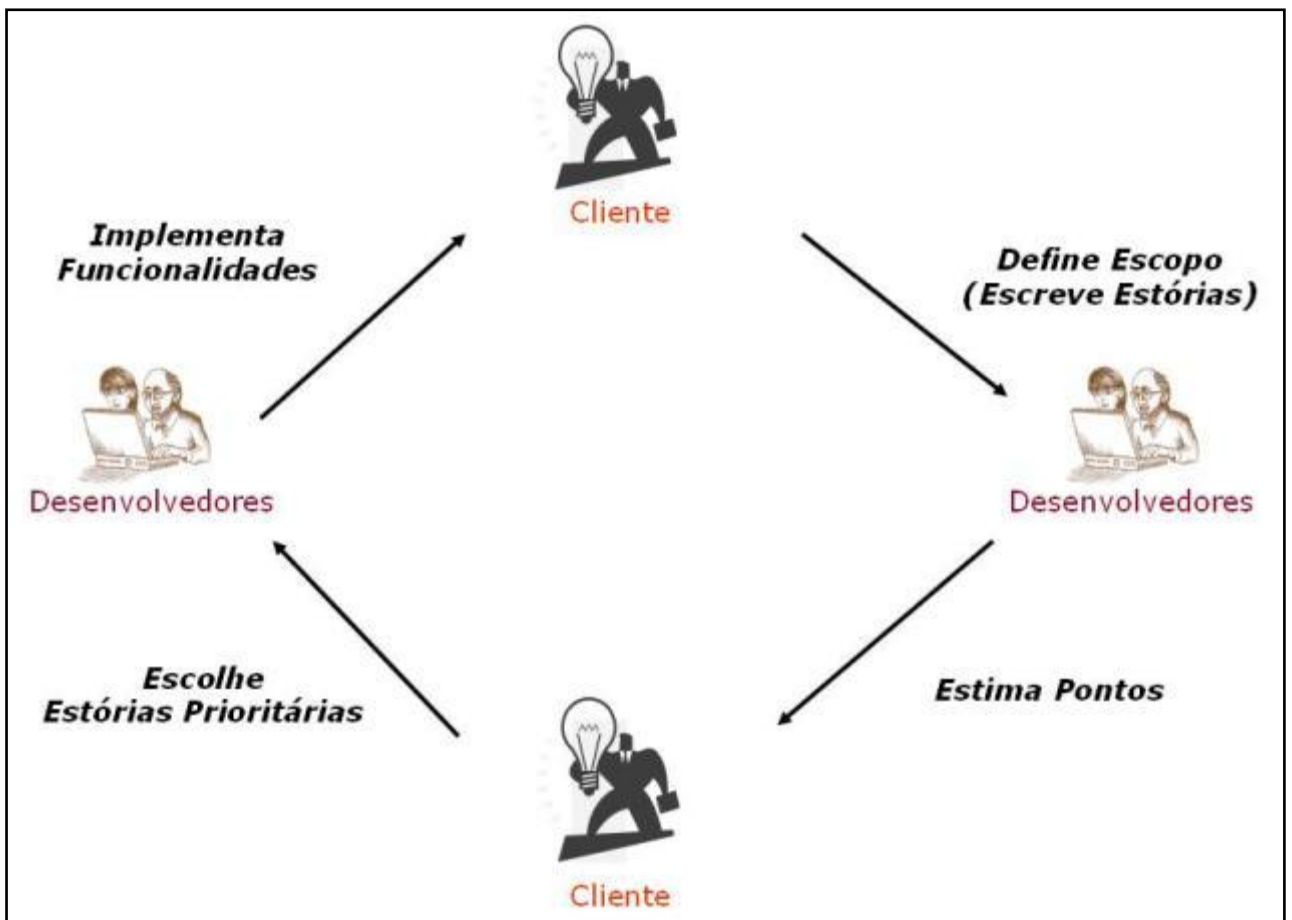 Cliente
Implementa
Funcionalidades
Define Escopo
(Escreve Estórias)
Desenvolvedores
Desenvolvedores
Escolhe
Estórias Prioritárias
Estima Pontos
Cliente